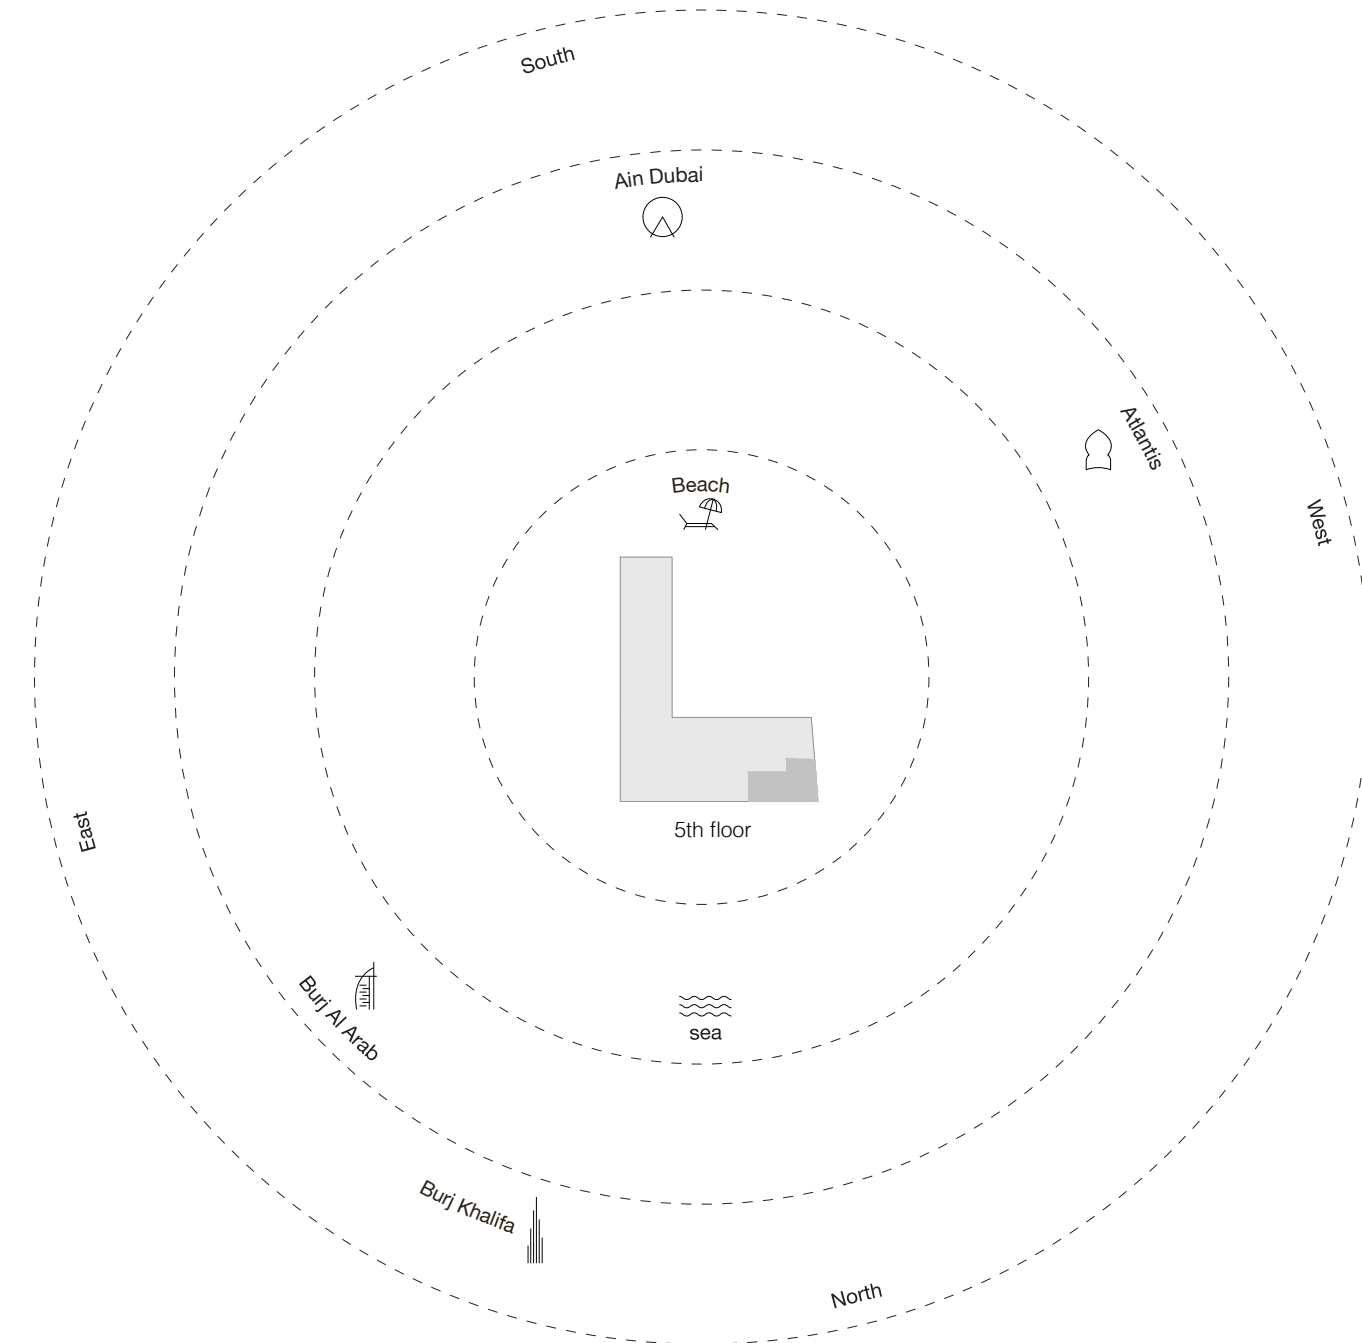 South
Ain Dubai
Atlantis
Beach
West
East
5th floor
Burj Al Arab
sea
Burj Khalifa
North